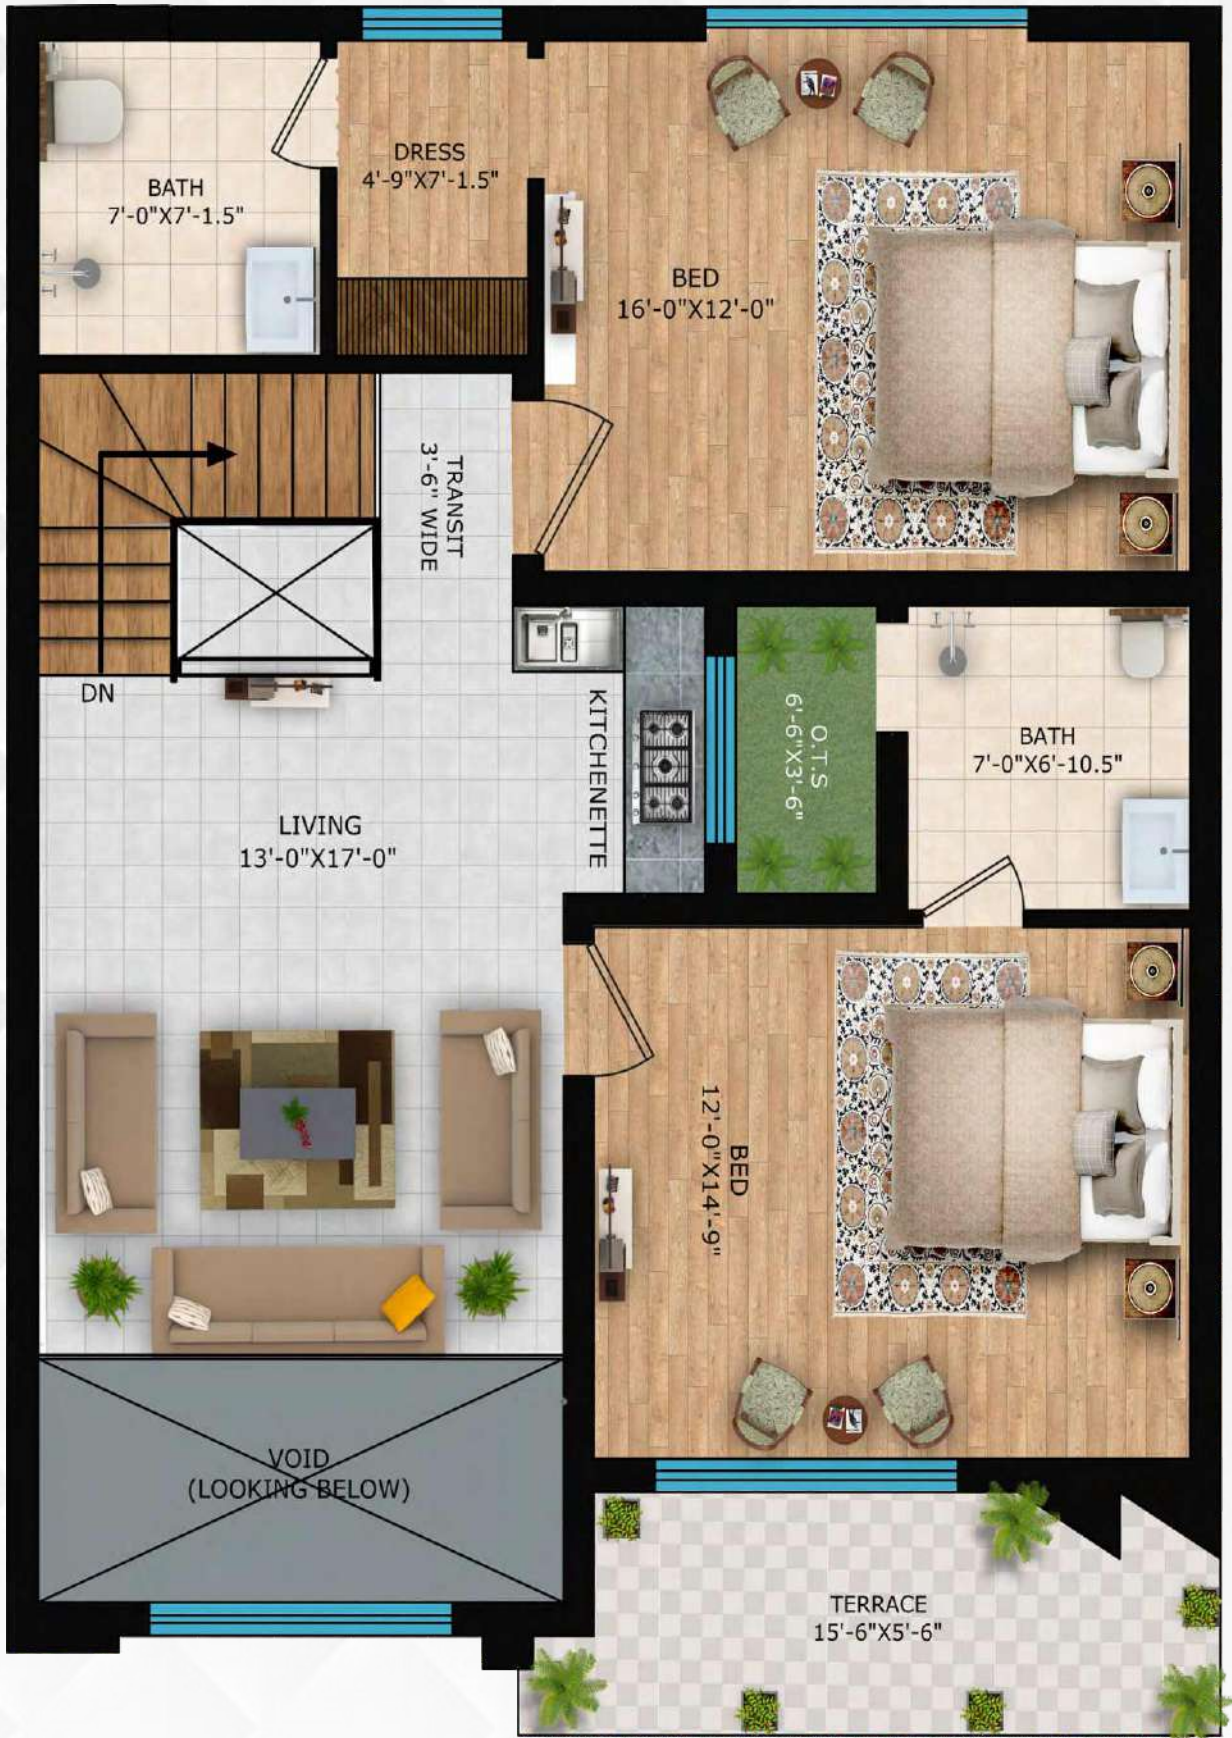 DRESS
4'-9"X7'-1.5"
BATH
7'-0"X7'-1.5"
BED
16'-0"X12'-0"
TRANSIT
3'-6" WIDE
DN
KITCHENETTE
O.T.S
6'-6"X3'-6"
BATH
7'-0"X6'-10.5"
LIVING
13'-0"X17'-0"
BED
12'-0"X14'-9"
VOID
(LOOKING BELOW)
TERRACE
15'-6"X5'-6"